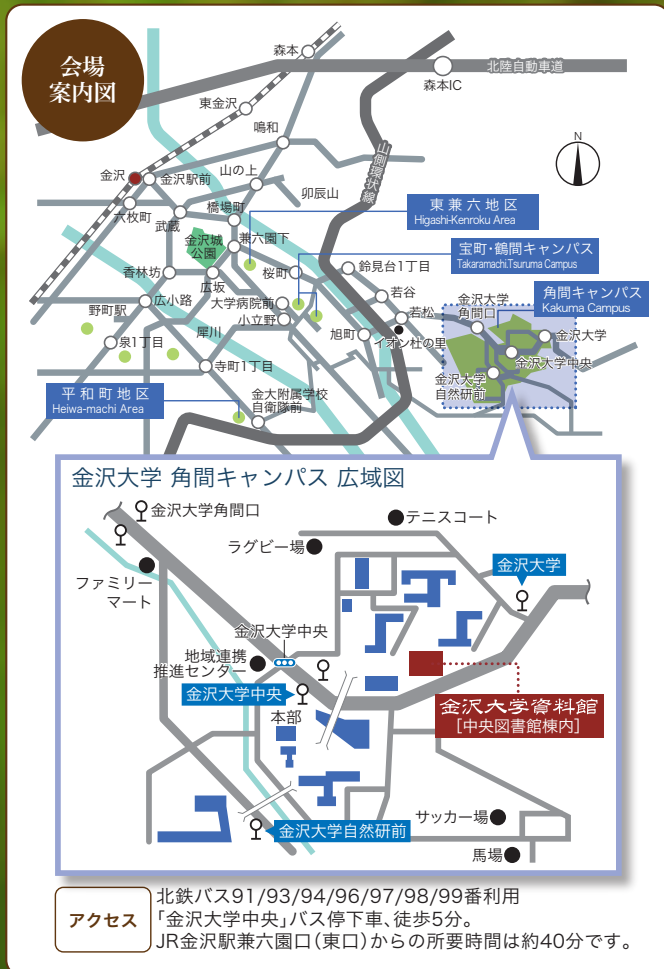 会場
案内図
森本
北陸自動車道
森本IC
東金沢
鳴和
山側環状線
N
金沢
金沢駅前
山の上
卯辰山
六枚町
武蔵
橋場町
東兼六地区
Higashi-Kenroku Area
金沢城
公園
兼六園下
宝町・鶴間キャンパス
Takaramachi,Tsuruma Campus
香林坊
広坂
桜町
鈴見台1丁目
角間キャンパス
Kakuma Campus
野町駅
広小路
大学病院前
若谷
金沢大学
角間口
小立野
若松
泉1丁目
犀川
旭町
イオン杜の里
金沢大学
金沢大学中央
寺町1丁目
金沢大学
自然研前
平和町地区
Heiwa-machi Area
金大附属学校
自衛隊前
金沢大学 角間キャンパス 広域図
金沢大学角間口
テニスコート
ラグビー場
ファミリー
マート
金沢大学
金沢大学中央
地域連携
推進センター
金沢大学中央
本部
金沢大学資料館
[中央図書館棟内]
サッカー場
金沢大学自然研前
馬場
アクセス
北鉄バス91/93/94/96/97/98/99番利用
「金沢大学中央」バス停下車、徒歩5分。
JR金沢駅兼六園口(東口)からの所要時間は約40分です。